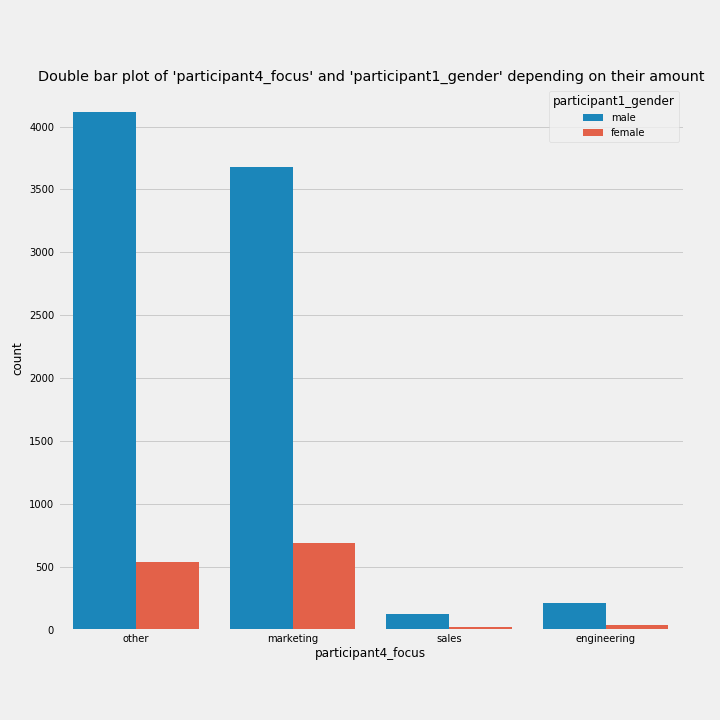 Double bar plot of 'participant4_focus' and 'participant1_gender' depending on their amount
participant1_gender
male
female
4000
3500
3000
2500
2000
1500
1000
500
0
count
other
marketing
sales
engineering
participant4_focus